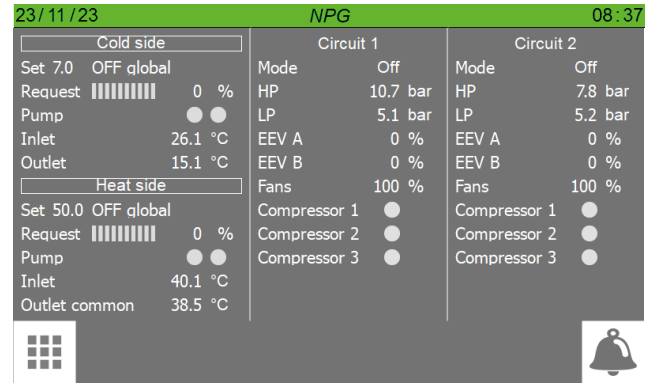 23/11/23 NPG 08:37
Cold side
Set 7.0 OFF global
Request 0 %
Pump
Inlet 26.1 °C
Outlet 15.1 °C
Heat side
Set 50.0 OFF global
Request 0 %
Pump
Inlet 40.1 °C
Outlet common 38.5 °C
Circuit 1
Mode Off
HP 10.7 bar
LP 5.1 bar
EEV A 0 %
EEV B 0 %
Fans 100 %
Compressor 1
Compressor 2
Compressor 3
Circuit 2
Mode Off
HP 7.8 bar
LP 5.2 bar
EEV A 0 %
EEV B 0 %
Fans 100 %
Compressor 1
Compressor 2
Compressor 3